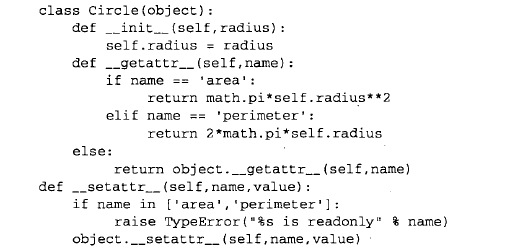 class Circle(object):
    def __init__(self,radius):
        self.radius = radius
    def __getattr__(self,name):
        if name == 'area':
            return math.pi*self.radius**2
        elif name == 'perimeter':
            return 2*math.pi*self.radius
    else:
        return object.__getattr__(self,name)
def __setattr__(self,name,value):
    if name in ['area','perimeter']:
        raise TypeError("%s is readonly" % name)
    object.__setattr__(self,name,value)